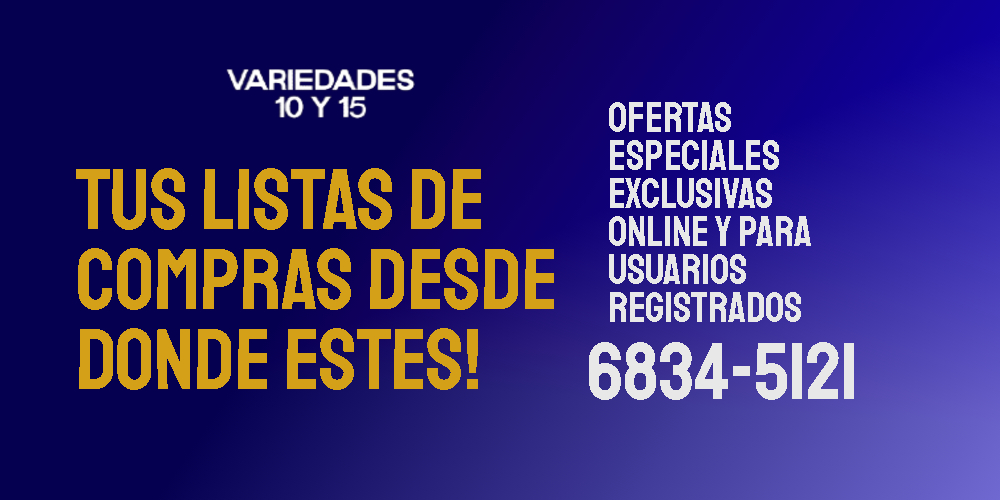 VARIEDADES
10 Y 15
TUS LISTAS DE
COMPRAS DESDE
DONDE ESTES!
OFERTAS
ESPECIALES
EXCLUSIVAS
ONLINE Y PARA
USUARIOS
REGISTRADOS
6834-5121